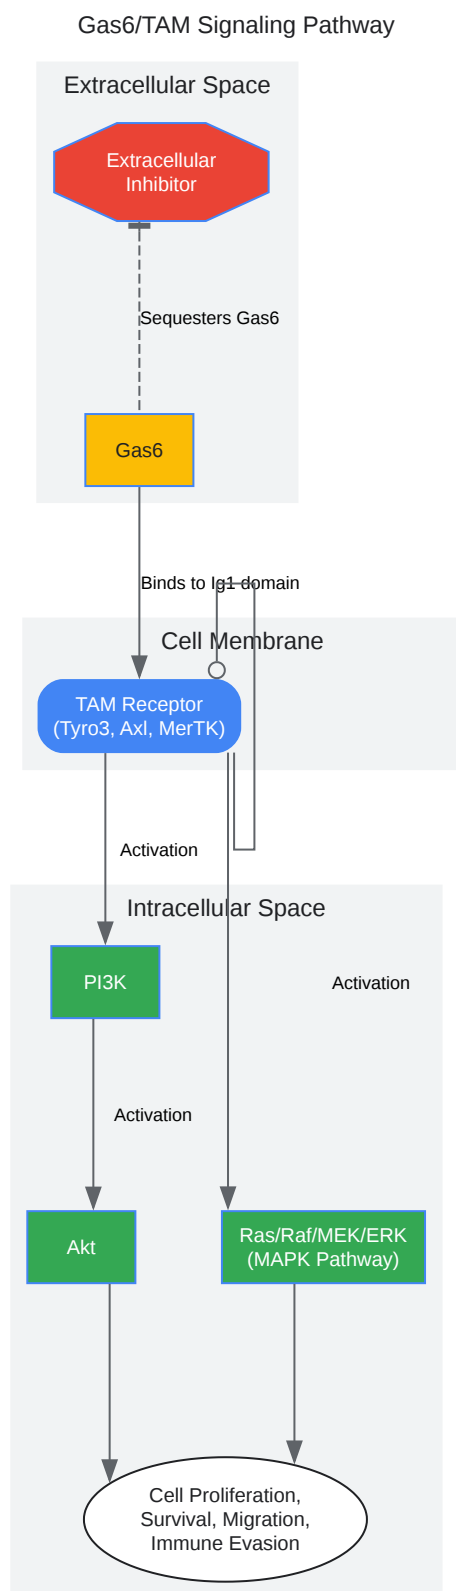 Gas6/TAM Signaling Pathway
Extracellular Space
Extracellular
Inhibitor
Sequesters Gas6
Gas6
Binds to Ig1 domain
Cell Membrane
TAM Receptor
(Tyro3, Axl, MerTK)
Activation
Intracellular Space
PI3K
Activation
Activation
Akt
Ras/Raf/MEK/ERK
(MAPK Pathway)
Cell Proliferation,
Survival, Migration,
Immune Evasion